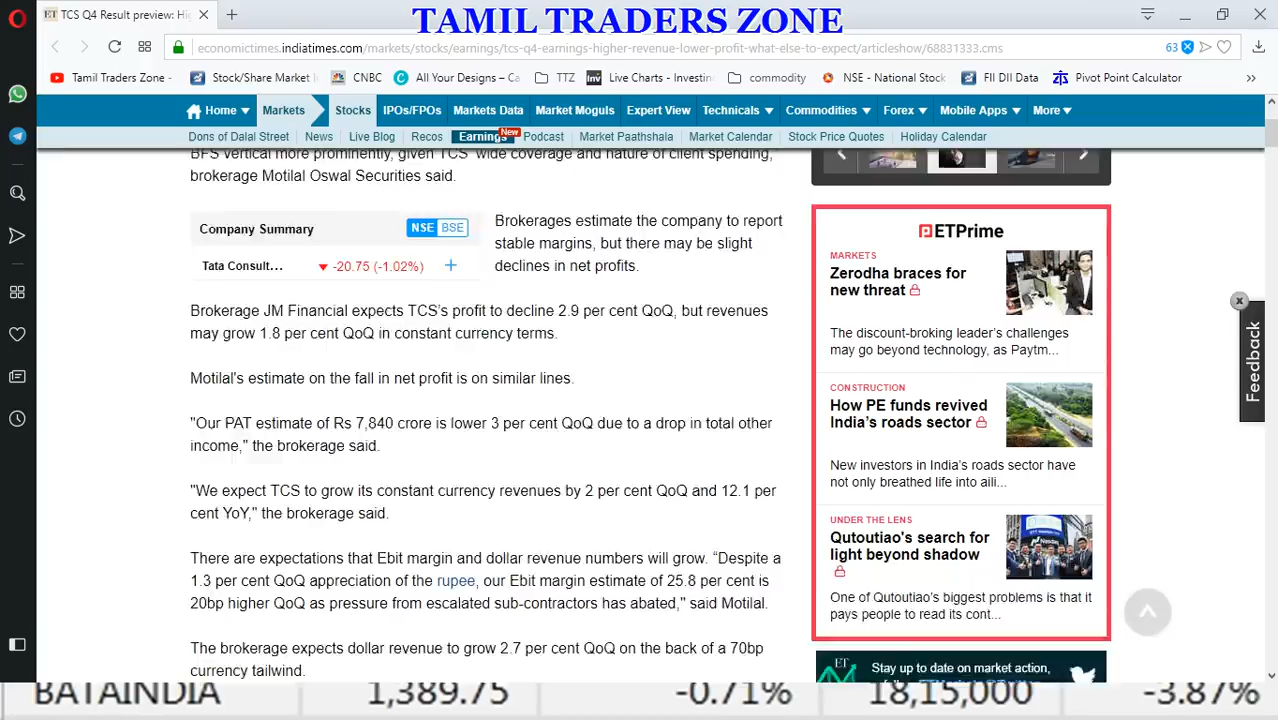 TCS Q4 Result preview: Hi
TAMIL TRADERS ZONE
economictimes.indiatimes.com/markets/stocks/earnings/tcs-q4-earnings-higher-revenue-lower-profit-what-else-to-expect/articleshow/68831333.cms
63
Tamil Traders Zone -
Stock/Share Market I
CNBC
All Your Designs – Ca
TTZ
Live Charts - Investin
commodity
NSE - National Stock
FII DII Data
Pivot Point Calculator
Home
Markets
Stocks
IPOs/FPOs
Markets Data
Market Moguls
Expert View
Technicals
Commodities
Forex
Mobile Apps
More
Dons of Dalal Street
News
Live Blog
Recos
Earnings
New
Podcast
Market Paathshala
Market Calendar
Stock Price Quotes
Holiday Calendar
BFS vertical more prominently, given TCS' wide coverage and nature of client spending,"
brokerage Motilal Oswal Securities said.
Company Summary
NSE BSE
Tata Consult... -20.75 (-1.02%) +
Brokerages estimate the company to report
stable margins, but there may be slight
declines in net profits.
Brokerage JM Financial expects TCS's profit to decline 2.9 per cent QoQ, but revenues
may grow 1.8 per cent QoQ in constant currency terms.
Motilal's estimate on the fall in net profit is on similar lines.
"Our PAT estimate of Rs 7,840 crore is lower 3 per cent QoQ due to a drop in total other
income," the brokerage said.
"We expect TCS to grow its constant currency revenues by 2 per cent QoQ and 12.1 per
cent YoY," the brokerage said.
There are expectations that Ebit margin and dollar revenue numbers will grow. “Despite a
1.3 per cent QoQ appreciation of the rupee, our Ebit margin estimate of 25.8 per cent is
20bp higher QoQ as pressure from escalated sub-contractors has abated," said Motilal.
The brokerage expects dollar revenue to grow 2.7 per cent QoQ on the back of a 70bp
currency tailwind.
ETPrime
MARKETS
Zerodha braces for
new threat
The discount-broking leader's challenges
may go beyond technology, as Paytm...
CONSTRUCTION
How PE funds revived
India's roads sector
New investors in India's roads sector have
not only breathed life into aili...
UNDER THE LENS
Qutoutiao's search for
light beyond shadow
One of Qutoutiao's biggest problems is that it
pays people to read its cont...
ET
Stay up to date on market action,
Feedback
BATAINDIA 1,389.75 -0.71% 18,15,000 -3.87%